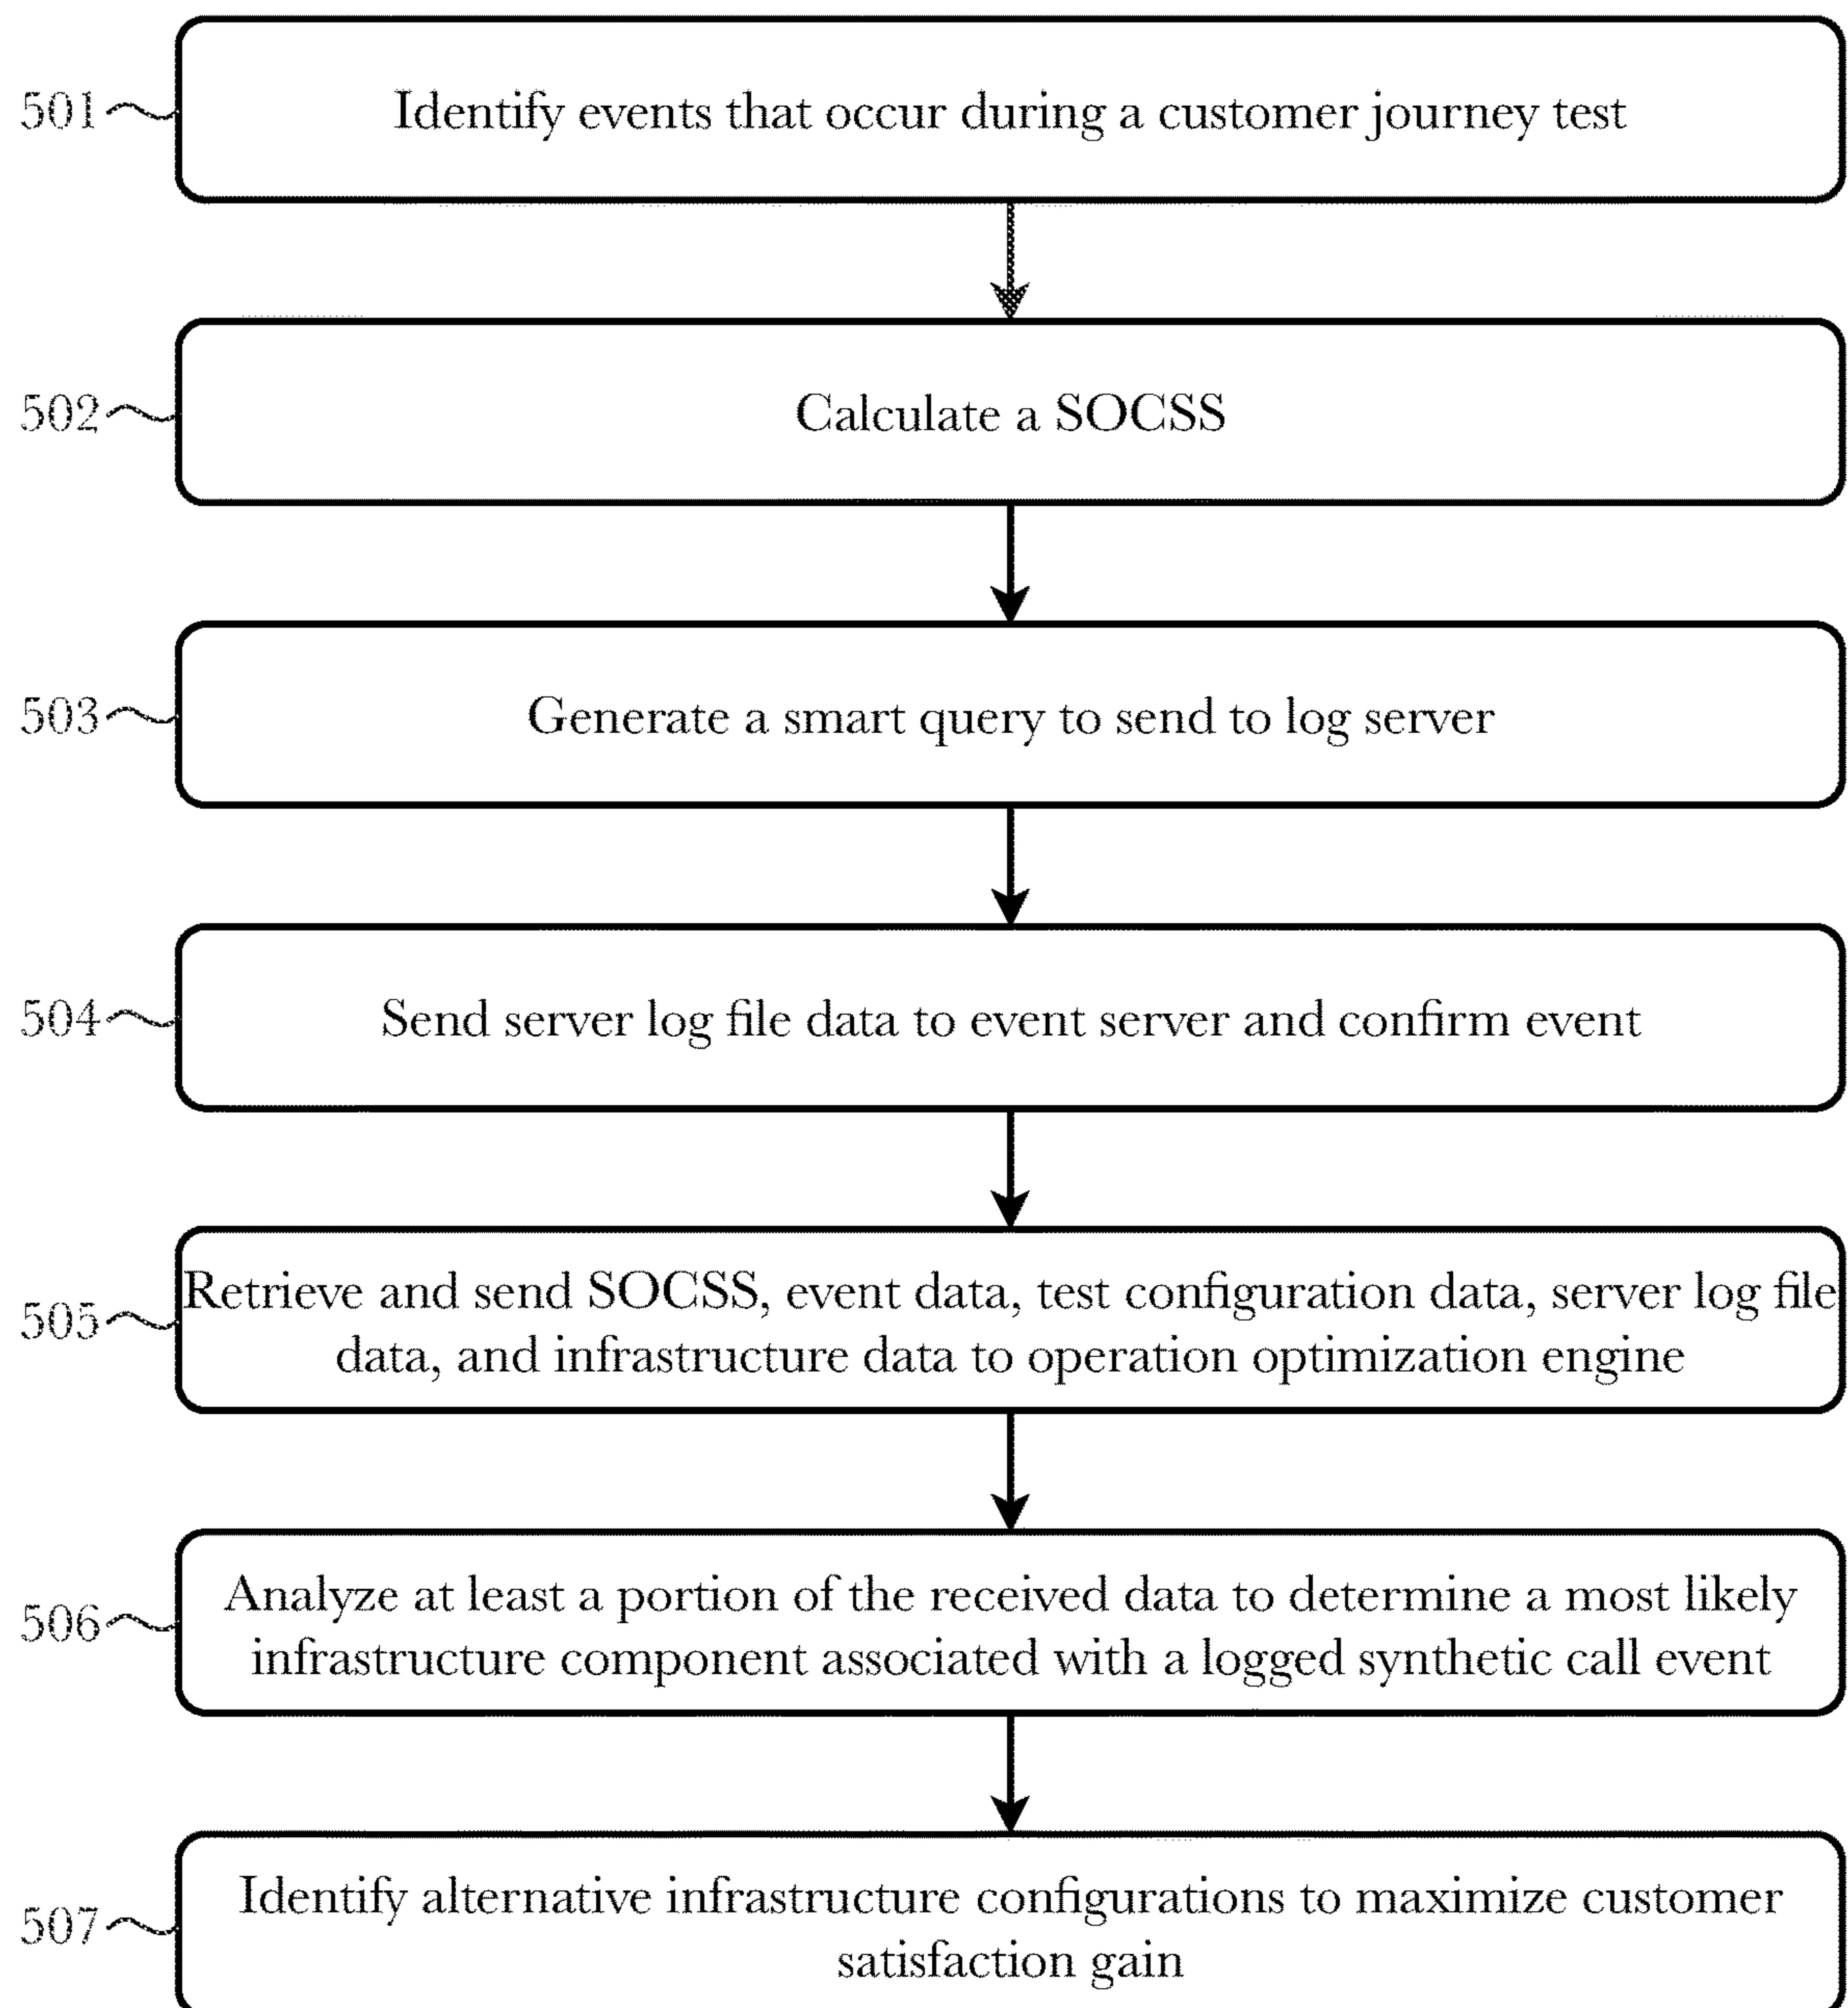 501
Identify events that occur during a customer journey test
502
Calculate a SOCSS
503
Generate a smart query to send to log server
504
Send server log file data to event server and confirm event
505
Retrieve and send SOCSS, event data, test configuration data, server log file
data, and infrastructure data to operation optimization engine
506
Analyze at least a portion of the received data to determine a most likely
infrastructure component associated with a logged synthetic call event
507
Identify alternative infrastructure configurations to maximize customer
satisfaction gain